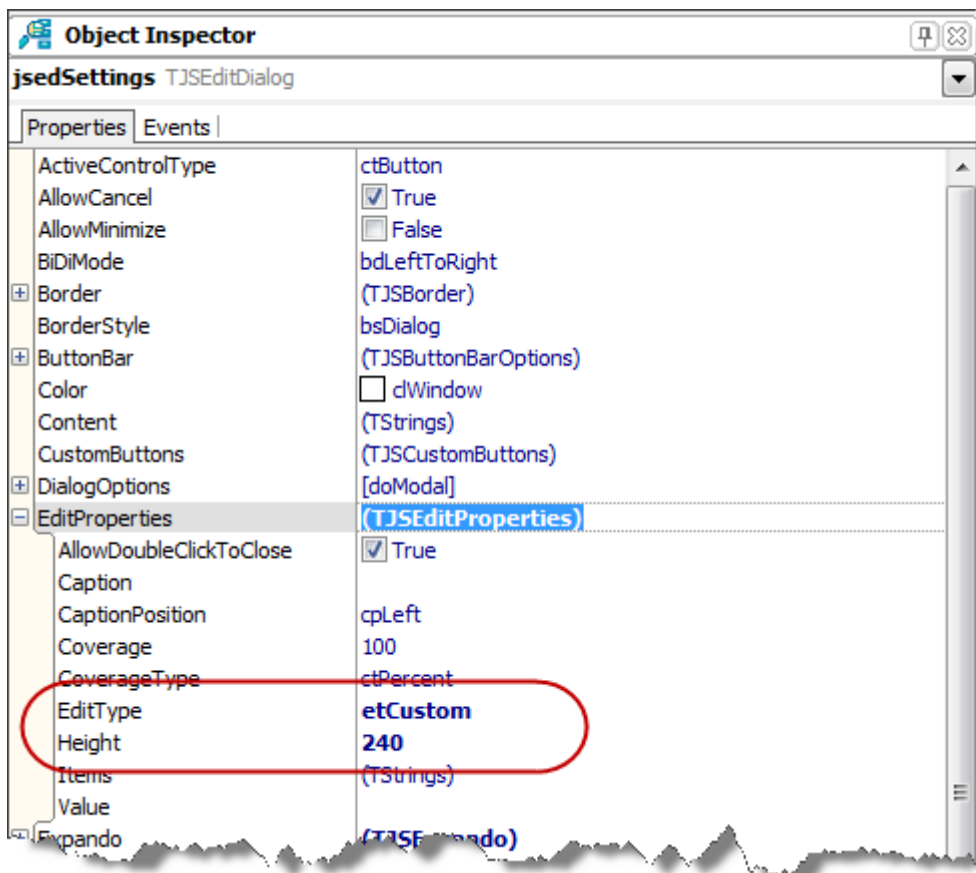 Object Inspector
jsedSettings TJSEditDialog
Properties Events
ActiveControlType ctButton
AllowCancel True
AllowMinimize False
BiDiMode bdLeftToRight
Border (TJSBorder)
BorderStyle bsDialog
ButtonBar (TJSButtonBarOptions)
Color clWindow
Content (TStrings)
CustomButtons (TJSCustomButtons)
DialogOptions [doModal]
EditProperties (TJSEditProperties)
AllowDoubleClickToClose True
Caption
CaptionPosition cpLeft
Coverage 100
CoverageType ctPercent
EditType etCustom
Height 240
Items (TStrings)
Value
Expando (TJSExpando)